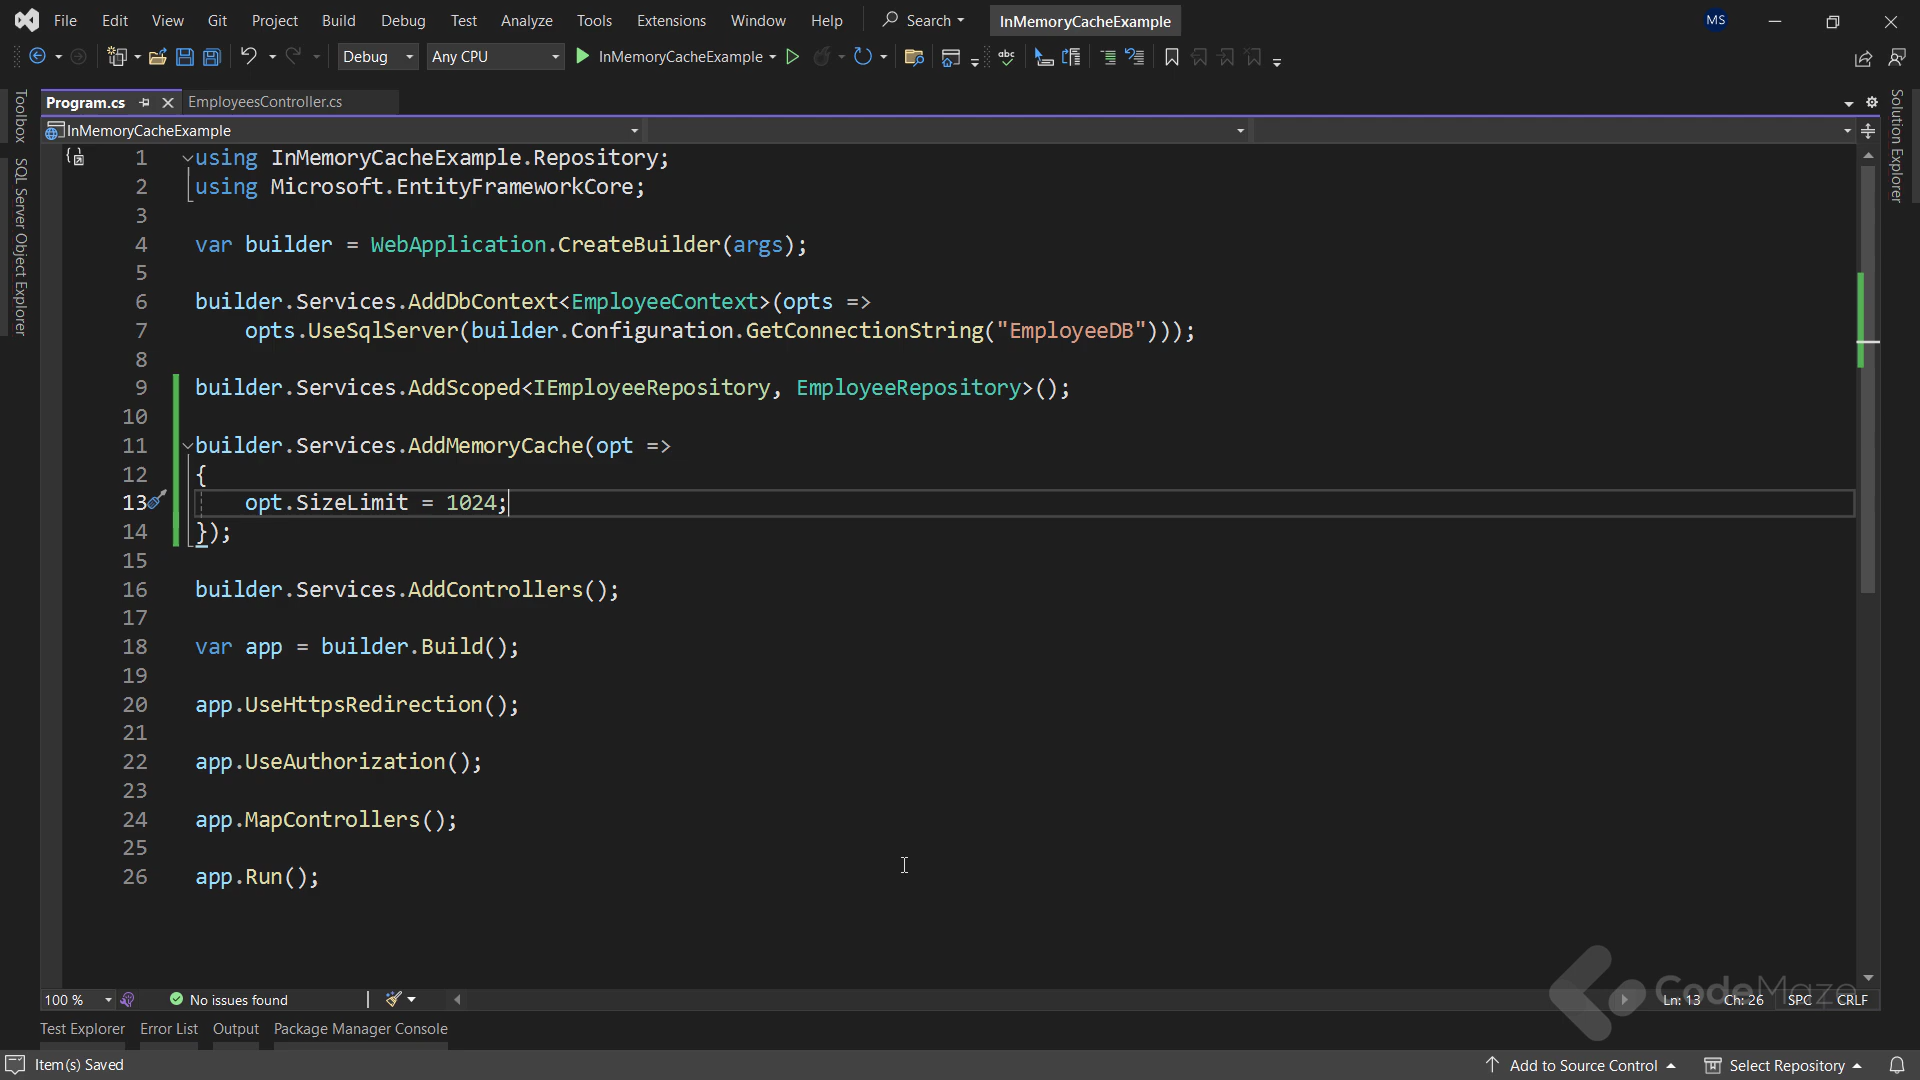 File Edit View Git Project Build Debug Test Analyze Tools Extensions Window Help Search InMemoryCacheExample MS
Debug Any CPU InMemoryCacheExample abc
Program.cs EmployeesController.cs
InMemoryCacheExample
Toolbox
SQL Server Object Explorer
Solution Explorer
1 using InMemoryCacheExample.Repository;
2 using Microsoft.EntityFrameworkCore;
3
4 var builder = WebApplication.CreateBuilder(args);
5
6 builder.Services.AddDbContext<EmployeeContext>(opts =>
7 opts.UseSqlServer(builder.Configuration.GetConnectionString("EmployeeDB")));
8
9 builder.Services.AddScoped<IEmployeeRepository, EmployeeRepository>();
10
11 builder.Services.AddMemoryCache(opt =>
12 {
13 opt.SizeLimit = 1024;
14 });
15
16 builder.Services.AddControllers();
17
18 var app = builder.Build();
19
20 app.UseHttpsRedirection();
21
22 app.UseAuthorization();
23
24 app.MapControllers();
25
26 app.Run();
CodeMaze
100 % No issues found Ln: 13 Ch: 26 SPC CRLF
Test Explorer Error List Output Package Manager Console
Item(s) Saved Add to Source Control Select Repository